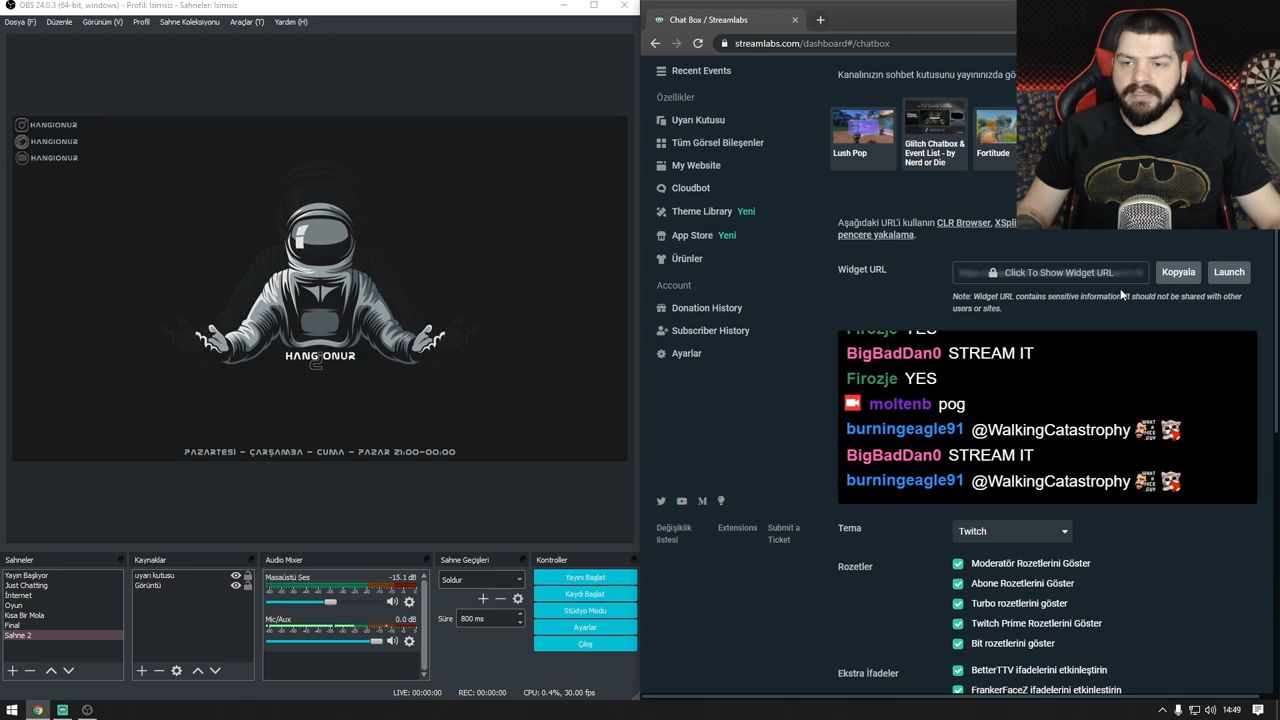 OBS 24.0.3 (64-bit, windows) - Profil: İsimsiz - Sahneler: İsimsiz
Dosya (F)
Düzenle
Görünüm (V)
Profil
Sahne Koleksiyonu
Araçlar (T)
Yardım (H)
HANGIONUR
HANGIONUR
HANGIONUR
HANGIONUR
2
PAZARTESİ - ÇARŞAMBA - CUMA - PAZAR 21:00-00:00
Sahneler
Yayın Başlıyor
Just Chatting
İnternet
Oyun
Kısa Bir Mola
Final
Sahne 2
Kaynaklar
uyarı kutusu
Görüntü
Audio Mixer
Masaüstü Ses
-15.1 dB
Mic/Aux
0.0 dB
Sahne Geçişleri
Soldur
Süre
800 ms
Kontroller
Yayını Başlat
Kaydı Başlat
Stüdyo Modu
Ayarlar
Çıkış
LIVE: 00:00:00
REC: 00:00:00
CPU: 0.4%, 30.00 fps
Chat Box / Streamlabs
streamlabs.com/dashboard#/chatbox
Recent Events
Özellikler
Uyarı Kutusu
Tüm Görsel Bileşenler
My Website
Cloudbot
Theme Library Yeni
App Store Yeni
Ürünler
Account
Donation History
Subscriber History
Ayarlar
Değişiklik listesi
Extensions
Submit a Ticket
Kanalınızın sohbet kutusunu yayınınızda
Lush Pop
Glitch Chatbox &
Event List - by
Nerd or Die
Fortitude
Aşağıdaki URL'i kullanın CLR Browser,
pencere yakalama.
Widget URL
Click To Show Widget URL
Kopyala
Launch
Note: Widget URL contains sensitive information it should not be shared with other
users or sites.
Firozje YES
BigBadDan0 STREAM IT
Firozje YES
moltenb pog
burningeagle91 @WalkingCatastrophy
BigBadDan0 STREAM IT
burningeagle91 @WalkingCatastrophy
Tema
Twitch
Rozetler
Moderatör Rozetlerini Göster
Abone Rozetlerini Göster
Turbo rozetlerini göster
Twitch Prime Rozetlerini Göster
Bit rozetlerini göster
Ekstra İfadeler
BetterTTV ifadelerini etkinleştirin
FrankerFaceZ ifadelerini etkinleştirin
14:49